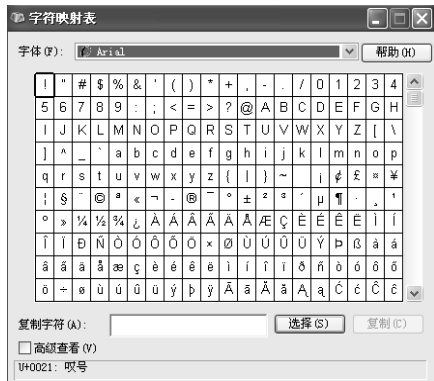 字符映射表
字体(F): Arial 帮助(H)
! " # $ % & ' ( ) * + , - . / 0 1 2 3 4
5 6 7 8 9 : ; < = > ? @ A B C D E F G H
I J K L M N O P Q R S T U V W X Y Z [ \
] ^ _ ` a b c d e f g h i j k l m n o p
q r s t u v w x y z { | } ~ ¡ ¢ £ ¤ ¥
¦ § ¨ © ª « ¬ - ® ¯ ° ± ² ³ ´ µ ¶ · ¸ ¹
º » ¼ ½ ¾ ¿ À Á Â Ã Ä Å Æ Ç È É Ê Ë Ì Í
Î Ï Ð Ñ Ò Ó Ô Õ Ö × Ø Ù Ú Û Ü Ý Þ ß à á
â ã ä å æ ç è é ê ë ì í î ï ð ñ ò ó ô õ
ö ÷ ø ù ú û ü ý þ ÿ Ā ā Ă ă Ą ą Ć ć Ĉ ĉ
复制字符(A): 选择(S) 复制(C)
高级查看(V)
U+0021: 叹号